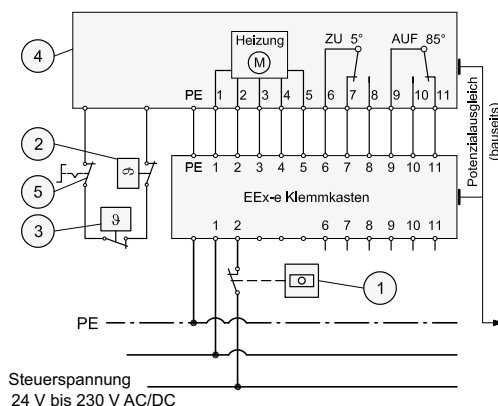 4
Heizung
M
ZU 5°
AUF 85°
PE 1 2 3 4 5 6 7 8 9 10 11
Potenzialausgleich
(bauseits)
2
ϑ
5
3
ϑ
PE 1 2 3 4 5 6 7 8 9 10 11
EEx-e Klemmkasten
1 2 6 7 8 9 10 11
1
PE
Steuerspannung
24 V bis 230 V AC/DC